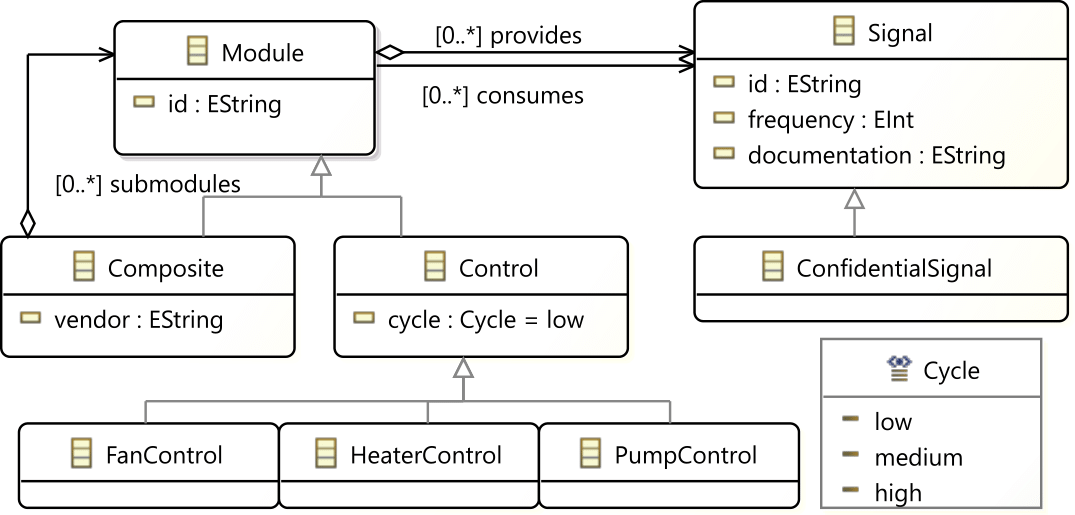 Module
id : EString
[0..*] provides
[0..*] consumes
Signal
id : EString
frequency : EInt
documentation : EString
[0..*] submodules
Composite
vendor : EString
Control
cycle : Cycle = low
ConfidentialSignal
FanControl
HeaterControl
PumpControl
Cycle
low
medium
high